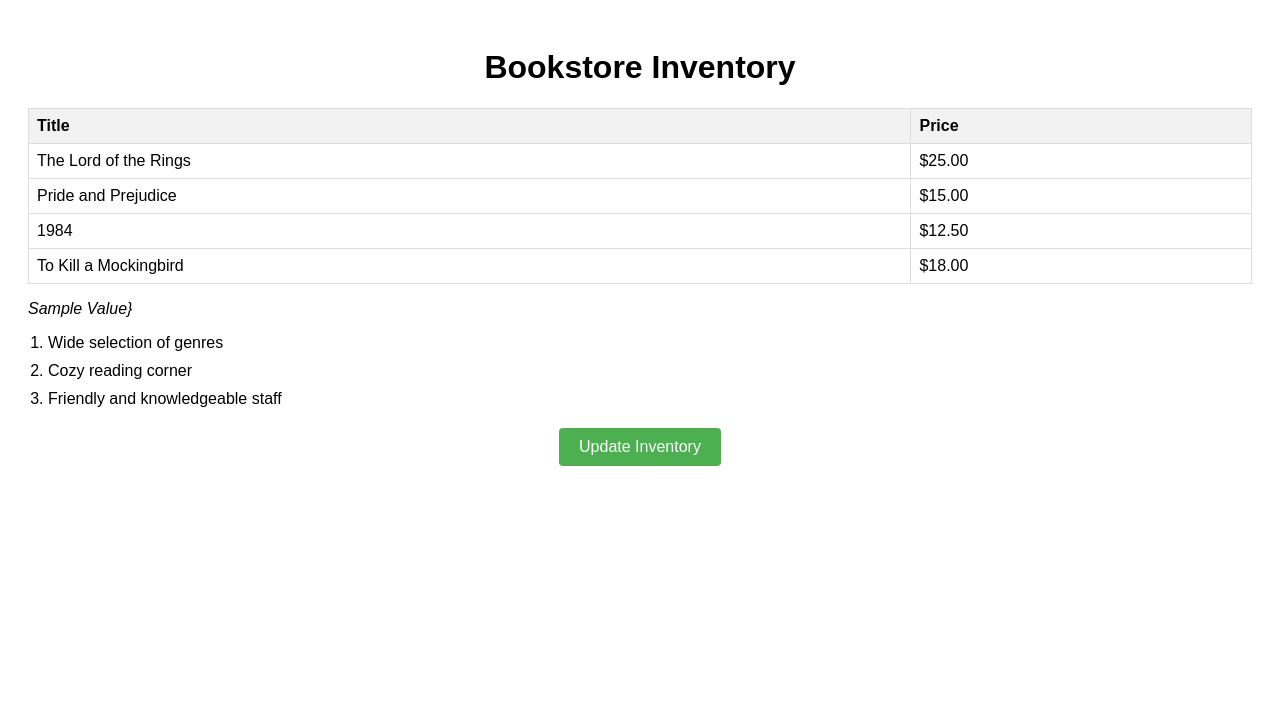 Bookstore Inventory
Title Price
The Lord of the Rings $25.00
Pride and Prejudice $15.00
1984 $12.50
To Kill a Mockingbird $18.00
Sample Value}
1. Wide selection of genres
2. Cozy reading corner
3. Friendly and knowledgeable staff
Update Inventory